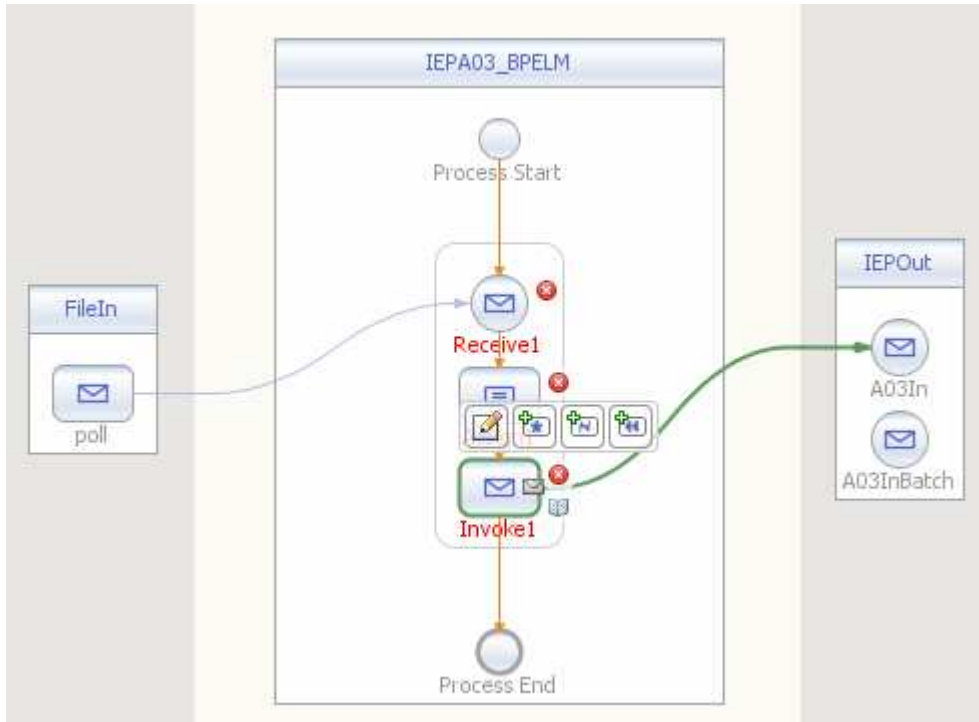 IEPA03_BPELM
Process Start
IEPOut
FileIn
Receive1
A03In
poll
A03InBatch
Invoke1
Process End